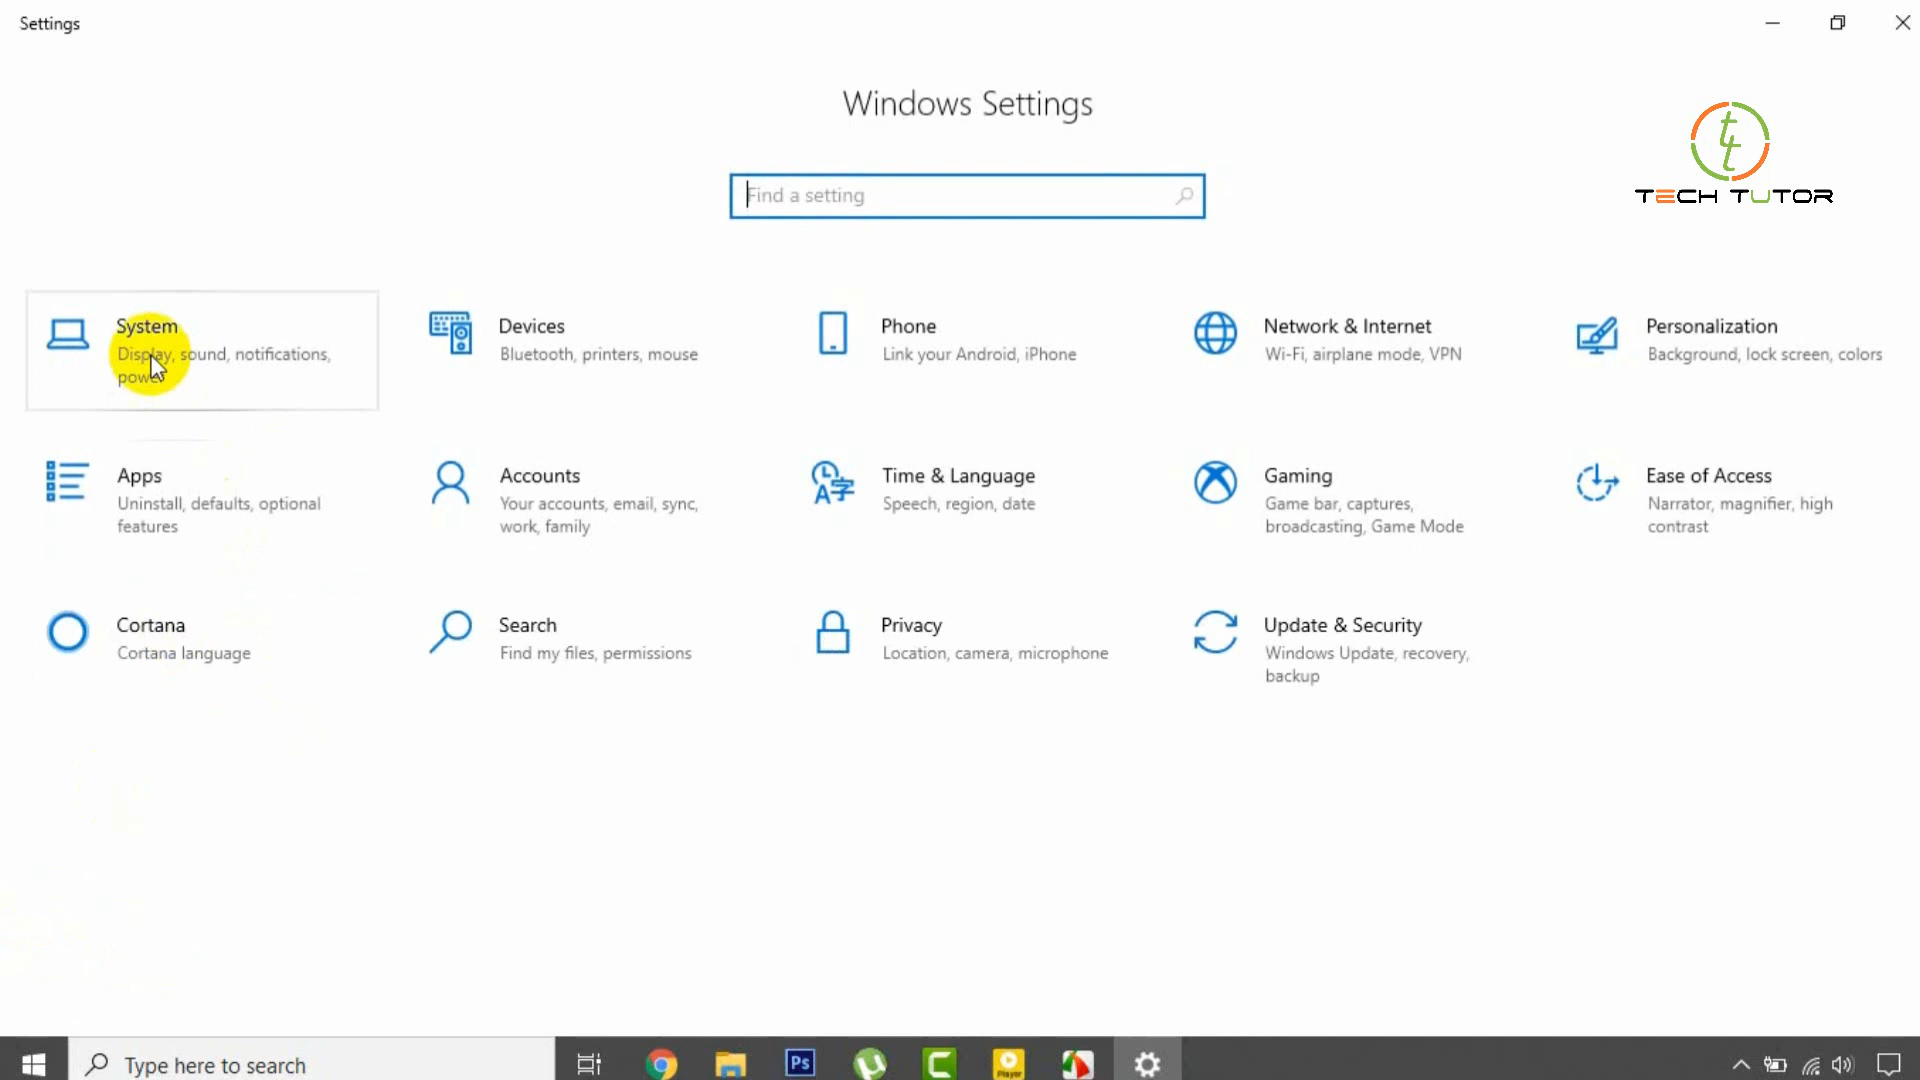 Settings
Windows Settings
TECH TUTOR
Find a setting
System
Display, sound, notifications,
power
Devices
Bluetooth, printers, mouse
Phone
Link your Android, iPhone
Network & Internet
Wi-Fi, airplane mode, VPN
Personalization
Background, lock screen, colors
Apps
Uninstall, defaults, optional
features
Accounts
Your accounts, email, sync,
work, family
Time & Language
Speech, region, date
Gaming
Game bar, captures,
broadcasting, Game Mode
Ease of Access
Narrator, magnifier, high
contrast
Cortana
Cortana language
Search
Find my files, permissions
Privacy
Location, camera, microphone
Update & Security
Windows Update, recovery,
backup
Type here to search
Ps
Player